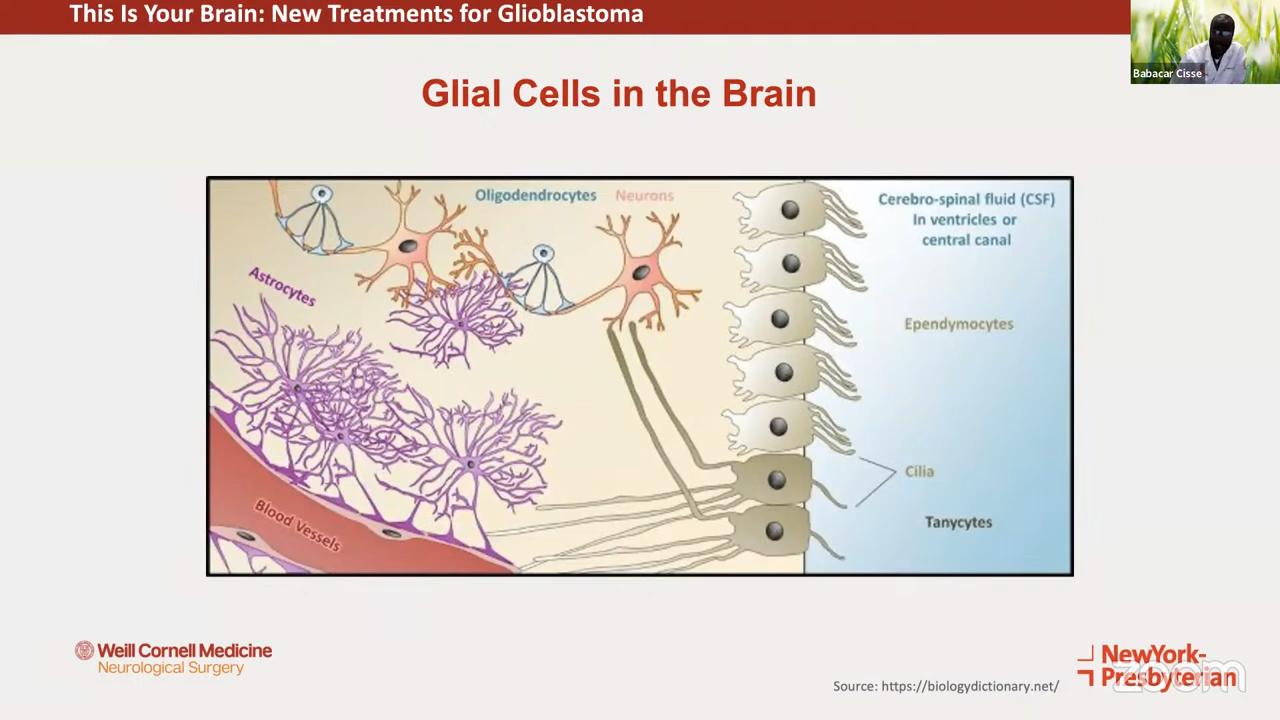 This Is Your Brain: New Treatments for Glioblastoma
Babacar Cisse
Glial Cells in the Brain
Oligodendrocytes
Neurons
Cerebro-spinal fluid (CSF)
In ventricles or
central canal
Astrocytes
Ependymocytes
Cilia
Blood Vessels
Tanycytes
Weill Cornell Medicine
Neurological Surgery
NewYork-
Presbyterian
zoom
Source: https://biologydictionary.net/